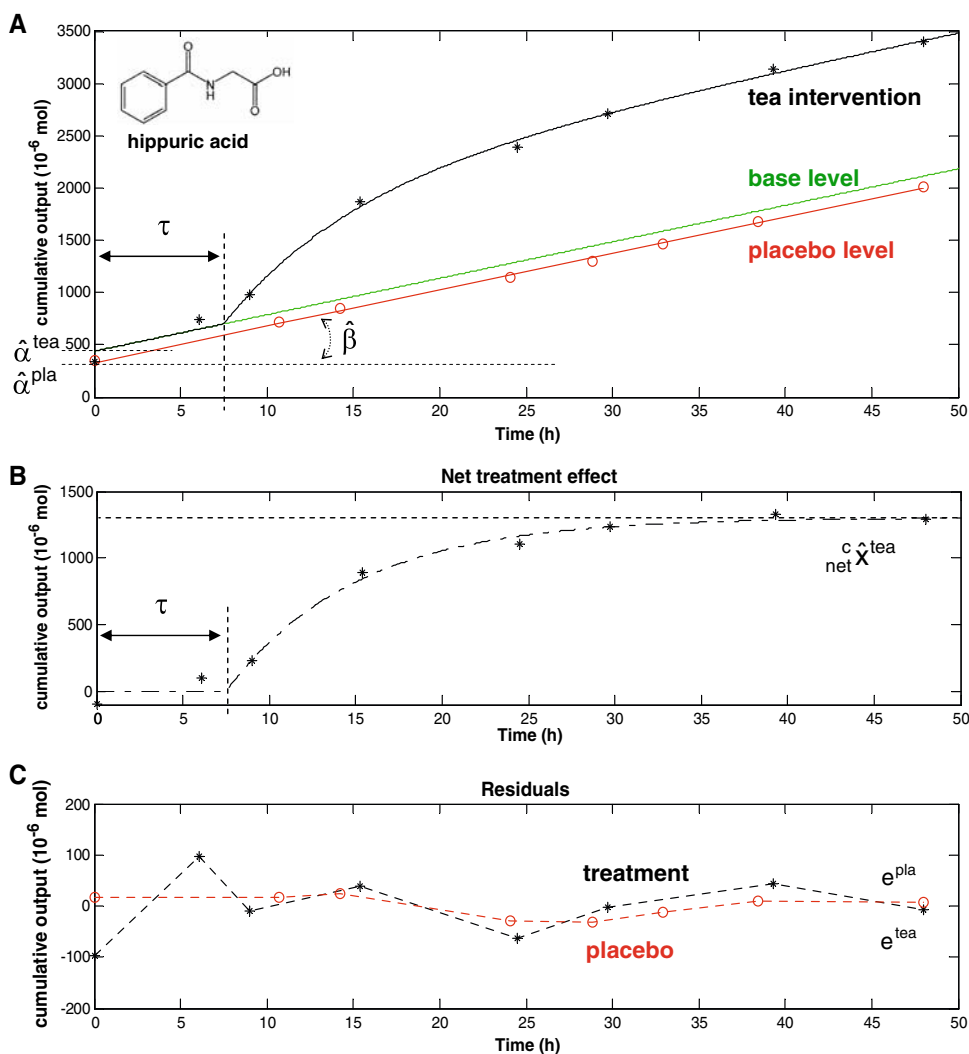 A
cumulative output (10⁻⁶ mol)
3500
3000
2500
2000
1500
1000
500
0
O
N
H
O
OH
hippuric acid
tea intervention
base level
placebo level
τ
β̂
α̂ᵗᵉᵃ
α̂ᵖˡᵃ
0 5 10 15 20 25 30 35 40 45 50
Time (h)
B
Net treatment effect
cumulative output (10⁻⁶ mol)
1500
1000
500
0
τ
c net x̂ tea
0 5 10 15 20 25 30 35 40 45 50
Time (h)
C
Residuals
cumulative output (10⁻⁶ mol)
200
100
0
-100
-200
treatment
placebo
eᵖˡᵃ
eᵗᵉᵃ
0 5 10 15 20 25 30 35 40 45 50
Time (h)